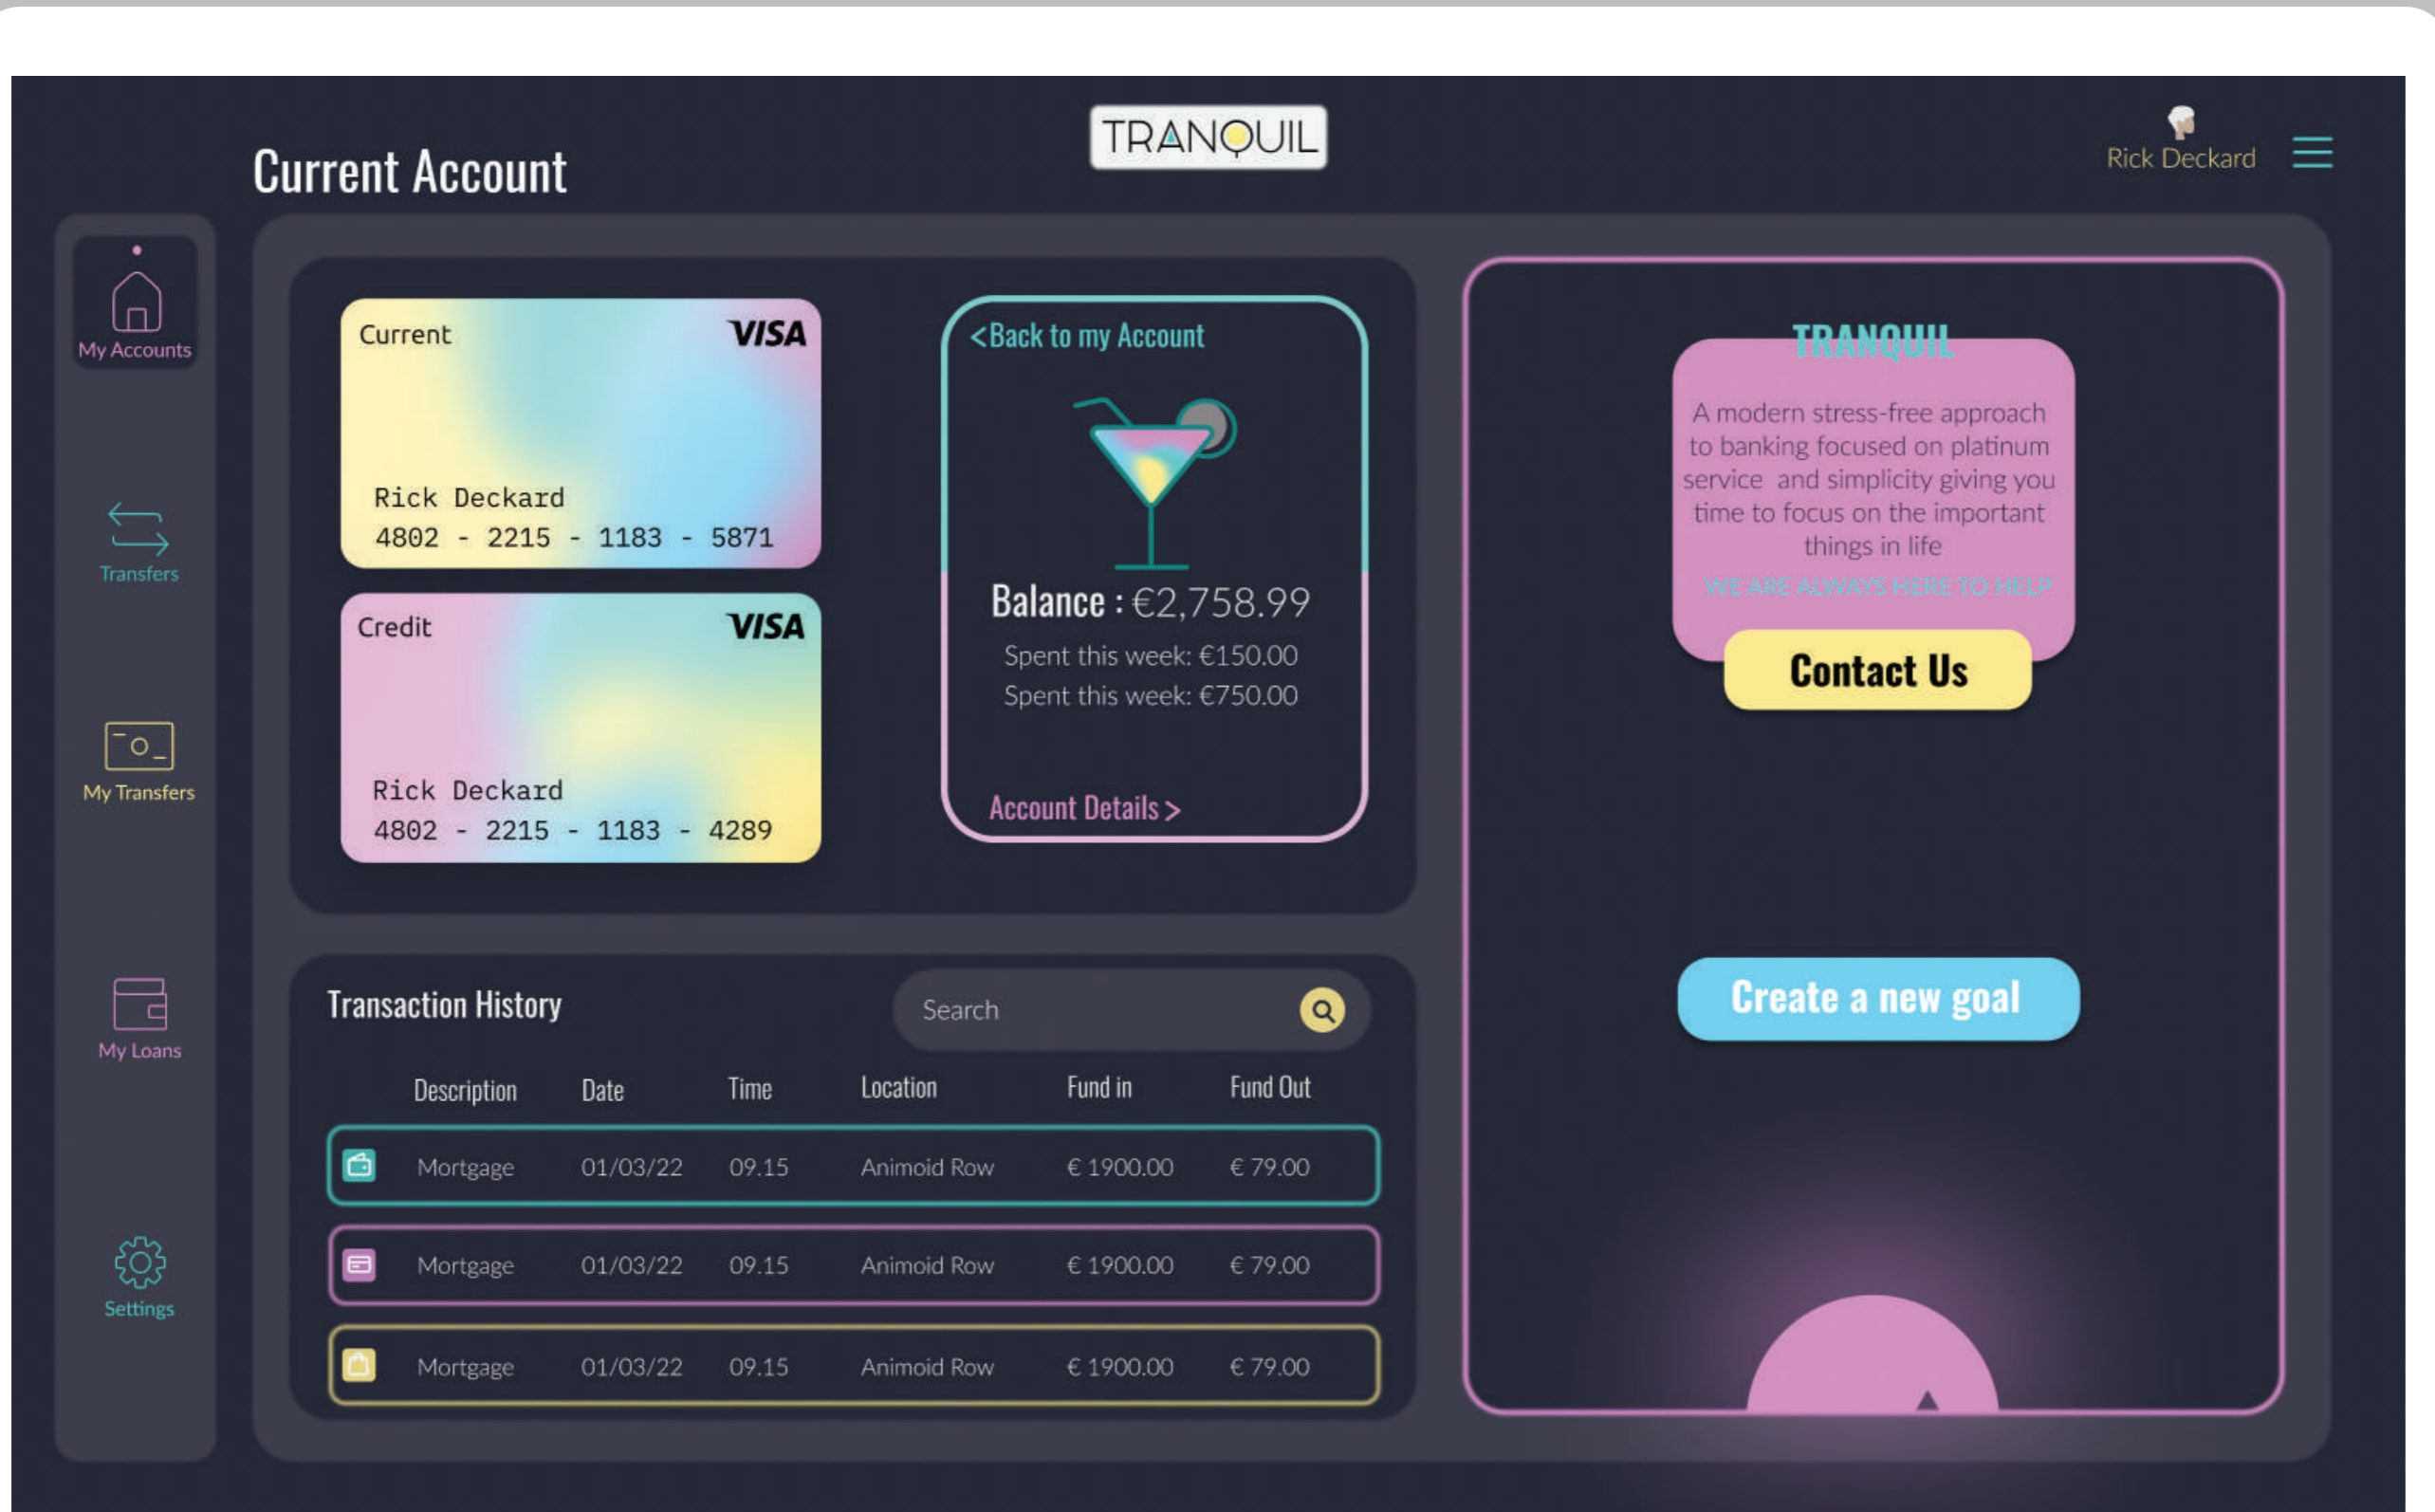 TRANQUIL
Rick Deckard
Current Account
My Accounts
Transfers
My Transfers
My Loans
Settings
Current
VISA
Rick Deckard
4802 - 2215 - 1183 - 5871
Credit
VISA
Rick Deckard
4802 - 2215 - 1183 - 4289
<Back to my Account
Balance : €2,758.99
Spent this week: €150.00
Spent this week: €750.00
Account Details >
Transaction History
Search
Description Date Time Location Fund in Fund Out
Mortgage 01/03/22 09.15 Animoid Row € 1900.00 € 79.00
Mortgage 01/03/22 09.15 Animoid Row € 1900.00 € 79.00
Mortgage 01/03/22 09.15 Animoid Row € 1900.00 € 79.00
TRANQUIL
A modern stress-free approach
to banking focused on platinum
service and simplicity giving you
time to focus on the important
things in life
WE ARE ALWAYS HERE TO HELP
Contact Us
Create a new goal